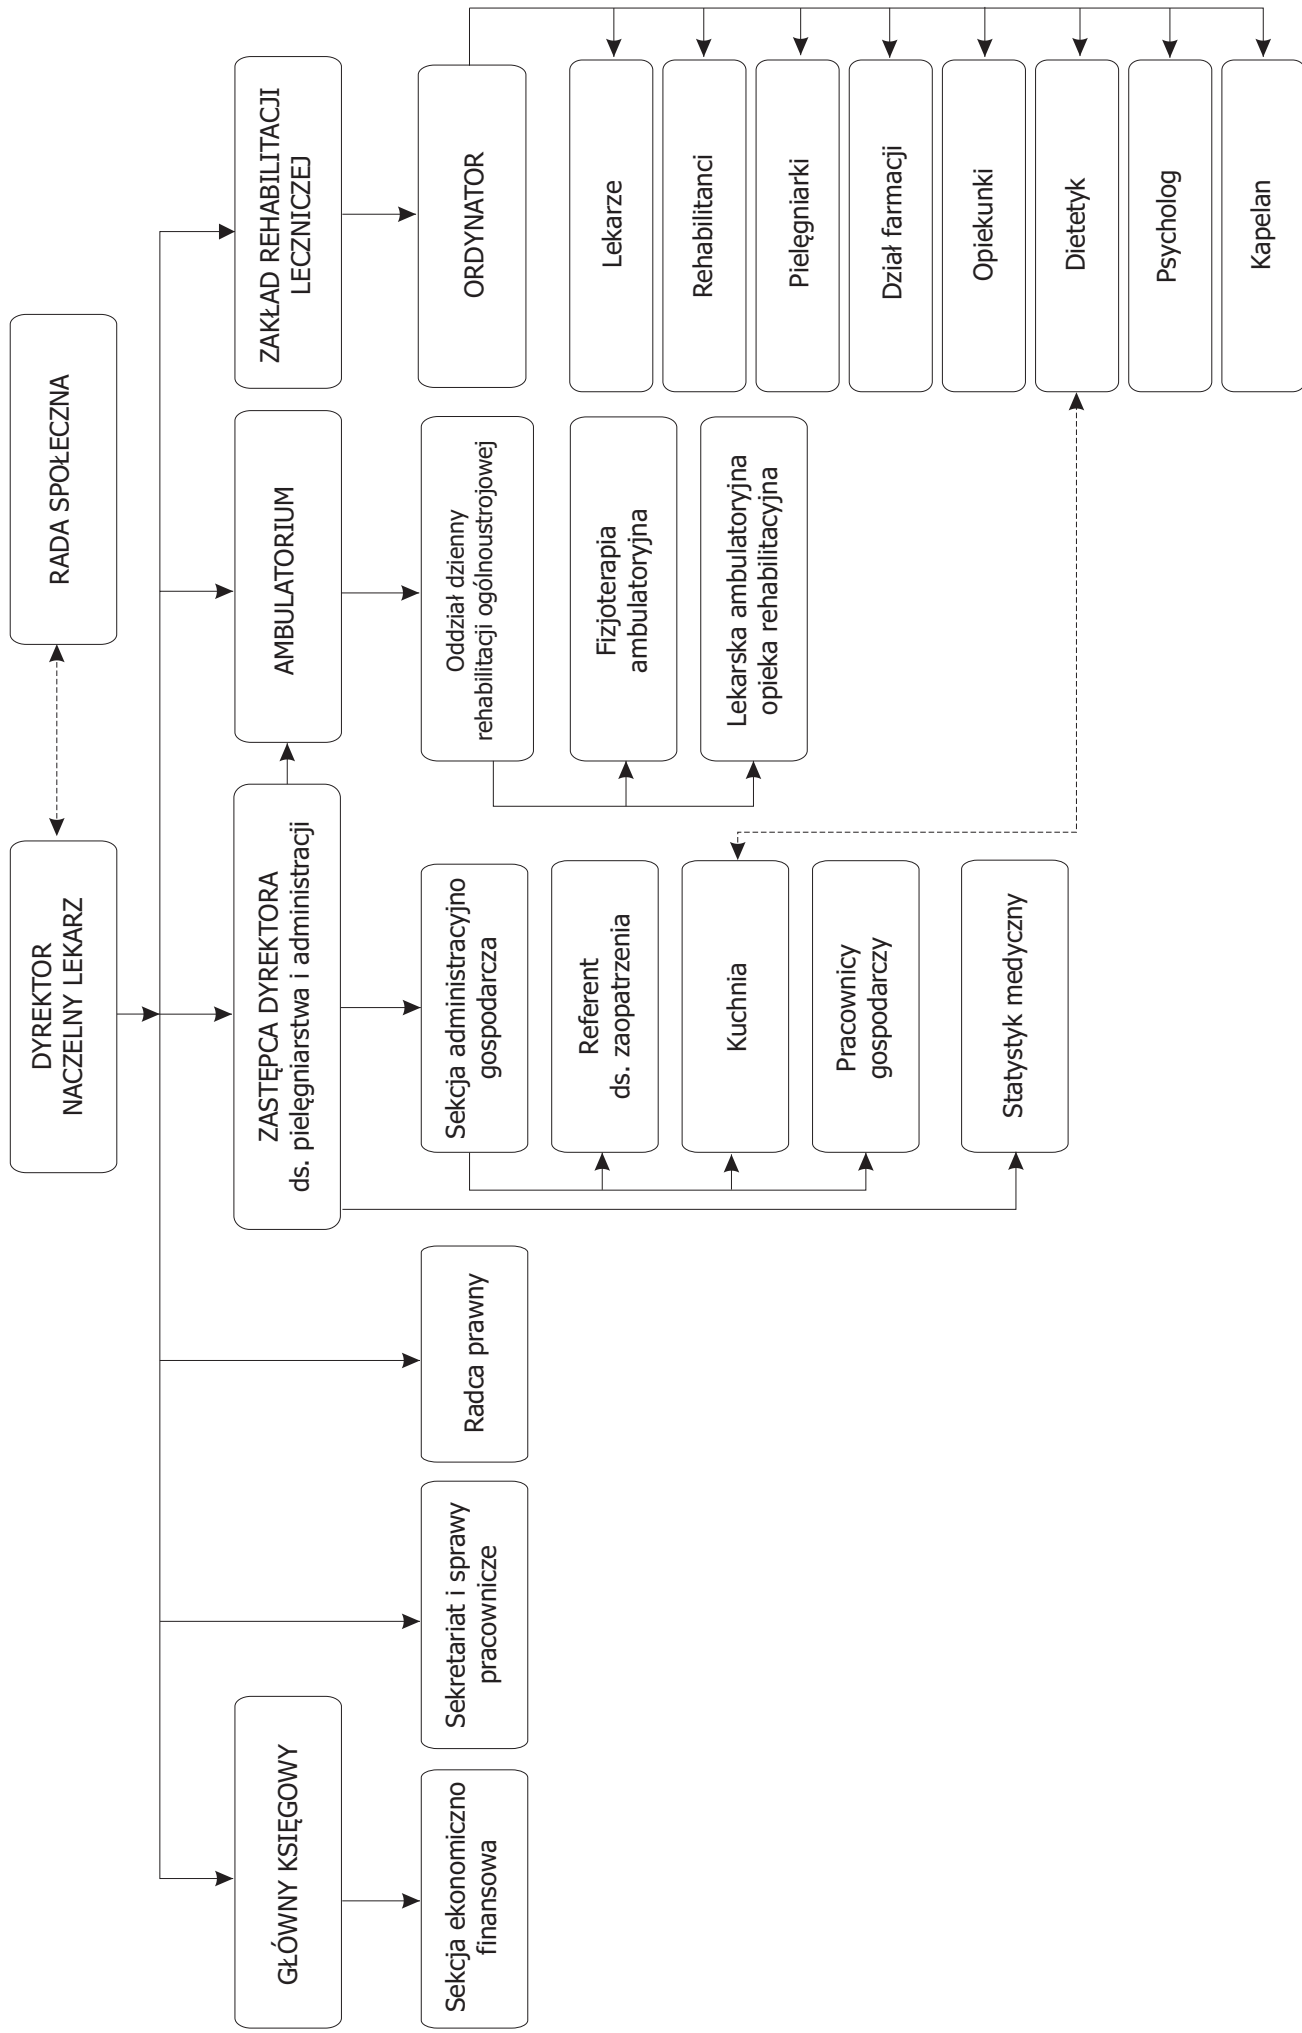 DYREKTOR
NACZELNY LEKARZ
RADA SPOŁECZNA
GŁÓWNY KSIĘGOWY
Sekcja ekonomiczno
finansowa
Sekretariat i sprawy
pracownicze
Radca prawny
ZASTĘPCA DYREKTORA
ds. pielęgniarstwa i administracji
Sekcja administracyjno
gospodarcza
Referent
ds. zaopatrzenia
Kuchnia
Pracownicy
gospodarczy
Statystyk medyczny
AMBULATORIUM
Oddział dzienny
rehabilitacji ogólnoustrojowej
Fizjoterapia
ambulatoryjna
Lekarska ambulatoryjna
opieka rehabilitacyjna
ZAKŁAD REHABILITACJI
LECZNICZEJ
ORDYNATOR
Lekarze
Rehabilitanci
Pielęgniarki
Dział farmacji
Opiekunki
Dietetyk
Psycholog
Kapelan